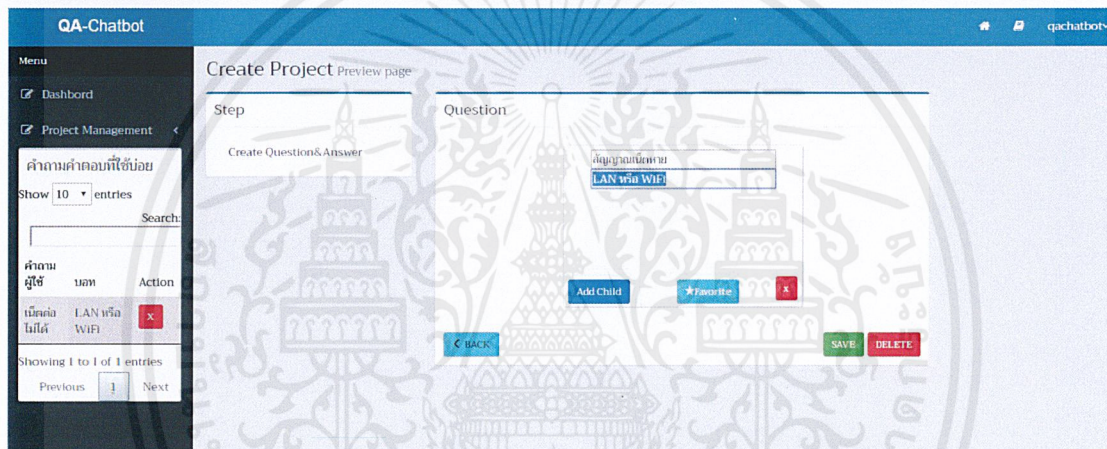 QA-Chatbot
qachatbot
Menu
Dashbord
Project Management
คำถามคำตอบที่ใช้บ่อย
Show 10 entries
Search:
คำถาม
ผู้ใช้ บอท Action
เน็ตต่อ LAN หรือ x
ไม่ได้ WiFi
Showing 1 to 1 of 1 entries
Previous 1 Next
Create Project Preview page
Step
Create Question&Answer
Question
สัญญาณเน็ตหาย
LAN หรือ WiFi
Add Child Favorite x
BACK SAVE DELETE